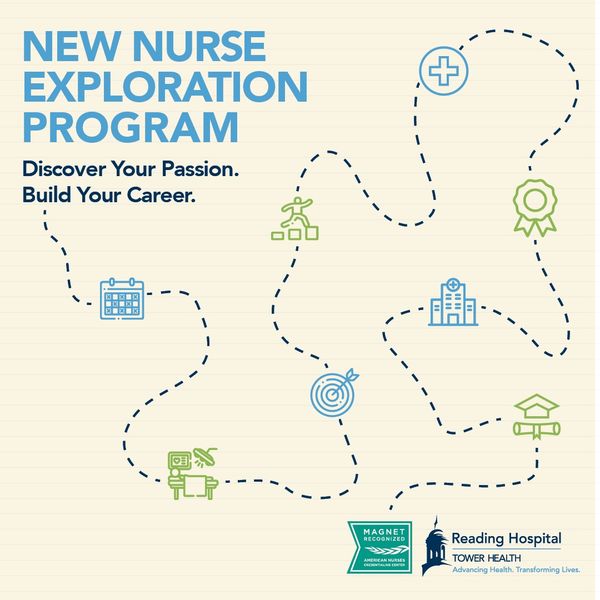 NEW NURSE
EXPLORATION
PROGRAM
Discover Your Passion.
Build Your Career.
MAGNET
RECOGNIZED
AMERICAN NURSES
CREDENTIALING CENTER
Reading Hospital
TOWER HEALTH
Advancing Health. Transforming Lives.